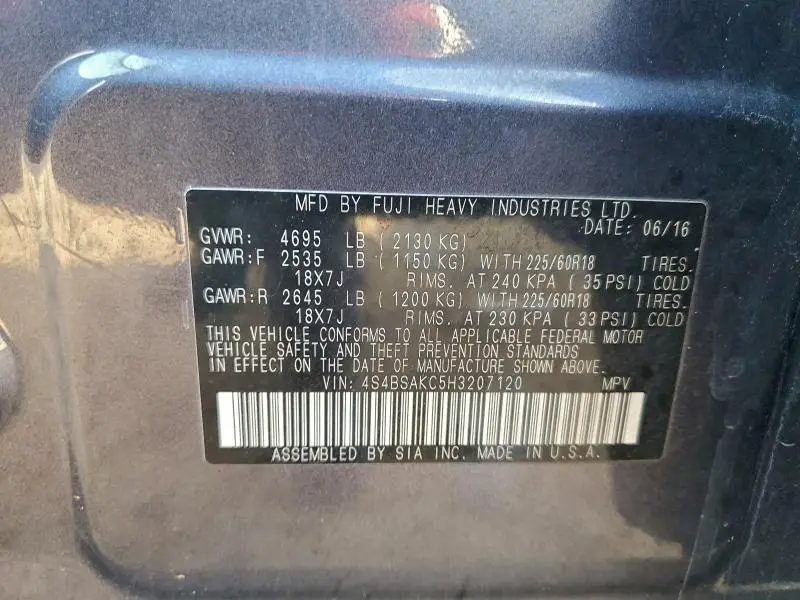 MFD BY FUJI HEAVY INDUSTRIES LTD.
DATE: 06/16
GVWR: 4695 LB ( 2130 KG)
GAWR:F 2535 LB ( 1150 KG) WITH 225/60R18 TIRES.
18X7J RIMS. AT 240 KPA ( 35 PSI) COLD
GAWR:R 2645 LB ( 1200 KG) WITH 225/60R18 TIRES.
18X7J RIMS. AT 230 KPA ( 33 PSI) COLD
THIS VEHICLE CONFORMS TO ALL APPLICABLE FEDERAL MOTOR
VEHICLE SAFETY AND THEFT PREVENTION STANDARDS
IN EFFECT ON THE DATE OF MANUFACTURE SHOWN ABOVE.
VIN: 4S4BSAKC5H3207120 MPV
ASSEMBLED BY SIA INC. MADE IN U.S.A.